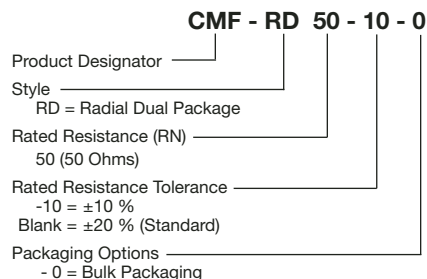 CMF - RD 50 - 10 - 0
Product Designator
Style
RD = Radial Dual Package
Rated Resistance (RN)
50 (50 Ohms)
Rated Resistance Tolerance
-10 = ±10 %
Blank = ±20 % (Standard)
Packaging Options
- 0 = Bulk Packaging